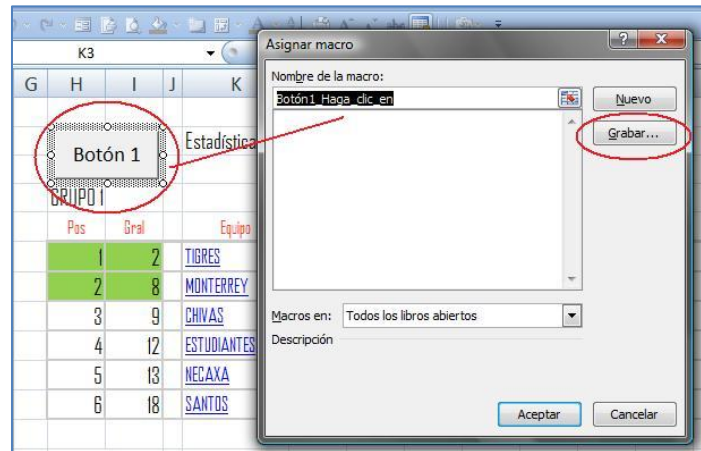 K3
Asignar macro
G H I J K
Nombre de la macro:
Botón1_Haga_clic_en
Nuevo
Grabar...
Botón 1
Estadística
GRUPO 1
Pos Gral Equipo
1 2 TIGRES
2 8 MONTERREY
3 9 CHIVAS
4 12 ESTUDIANTES
5 13 NECAXA
6 18 SANTOS
Macros en: Todos los libros abiertos
Descripción
Aceptar Cancelar